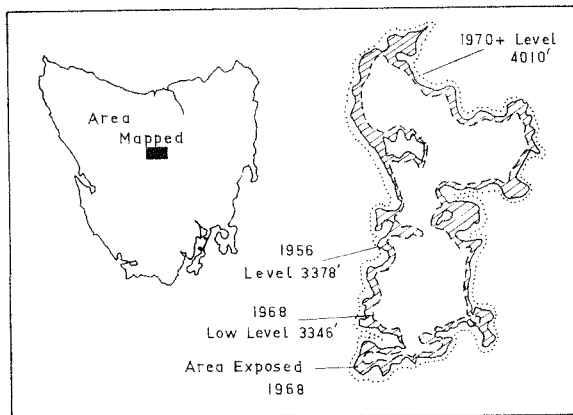 Area
Mapped
1970+ Level
4010'
1956
Level 3378'
1968
Low Level 3346'
Area Exposed
1968